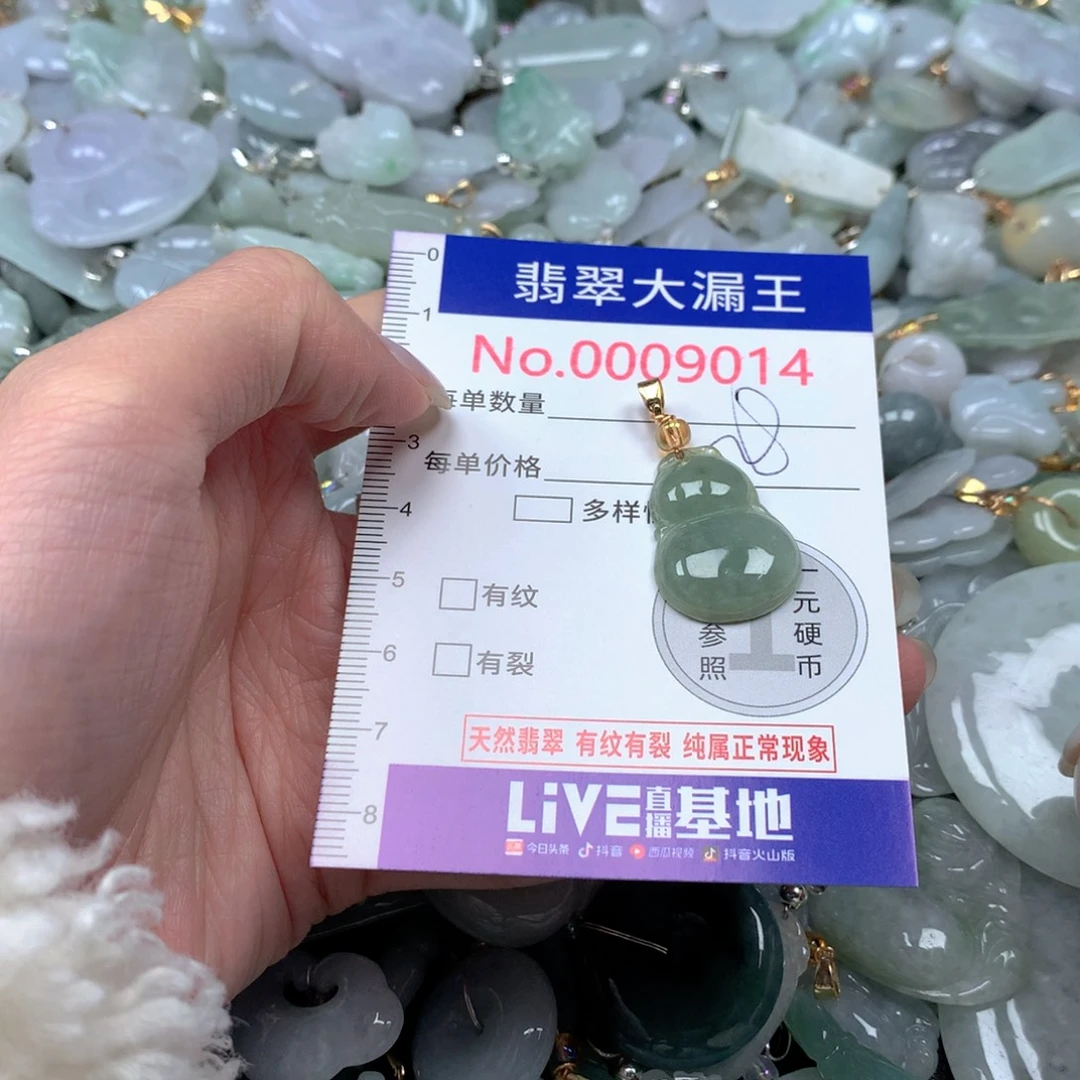 0
翡翠大漏王
1
No.0009014
每单数量
3
每单价格
4
多样
5
有纹
一元硬币
参照
1
6
有裂
7
天然翡翠 有纹有裂 纯属正常现象
8
LiVE直播基地
今日头条 抖音 西瓜视频 抖音火山版